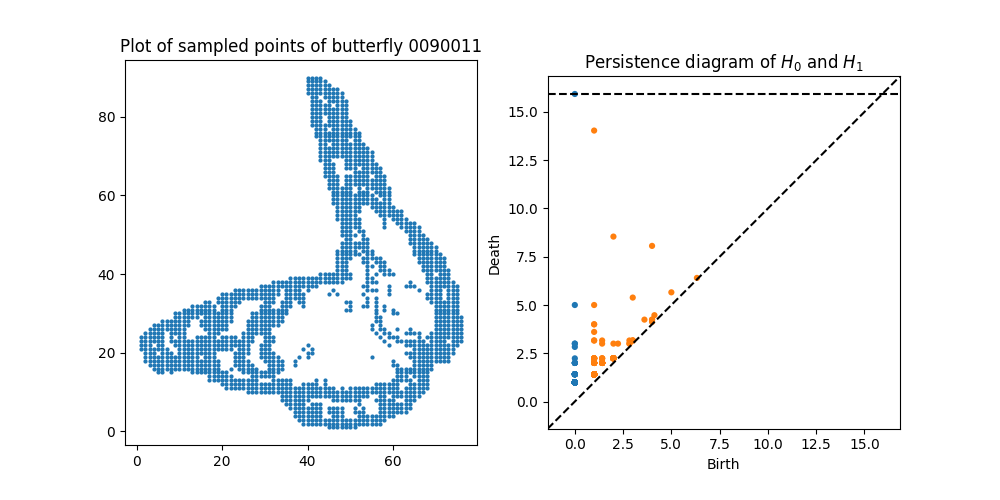 Plot of sampled points of butterfly 0090011
80
60
40
20
0
0 20 40 60
Persistence diagram of H₀ and H₁
Death
15.0
12.5
10.0
7.5
5.0
2.5
0.0
0.0 2.5 5.0 7.5 10.0 12.5 15.0
Birth